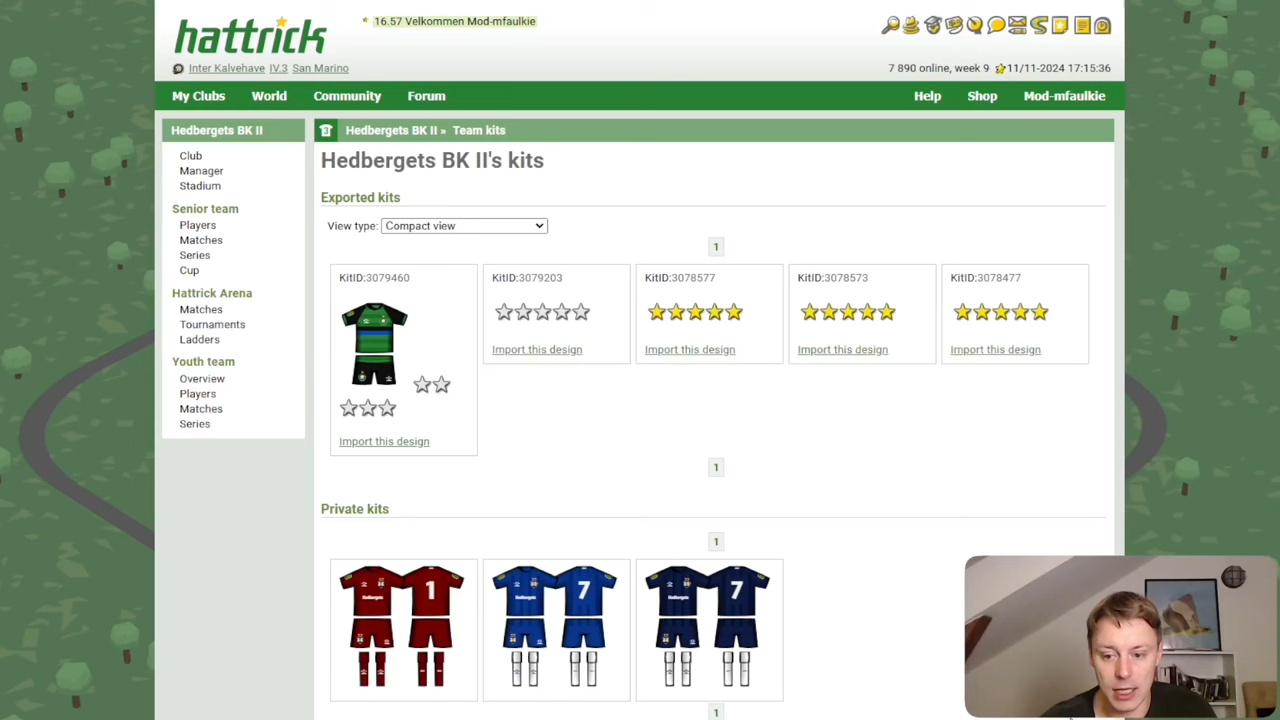 hattrick
16.57 Velkommen Mod-mfaulkie
Inter Kalvehave IV.3 San Marino
7 890 online, week 9 11/11-2024 17:15:36
My Clubs World Community Forum Help Shop Mod-mfaulkie
Hedbergets BK II
Club
Manager
Stadium
Senior team
Players
Matches
Series
Cup
Hattrick Arena
Matches
Tournaments
Ladders
Youth team
Overview
Players
Matches
Series
Hedbergets BK II » Team kits
Hedbergets BK II's kits
Exported kits
View type: Compact view
1
KitID:3079460 KitID:3079203 KitID:3078577 KitID:3078573 KitID:3078477
Import this design Import this design Import this design Import this design
Import this design
1
Private kits
1
1 7 7
Hedbergets Hedbergets Hedbergets
1